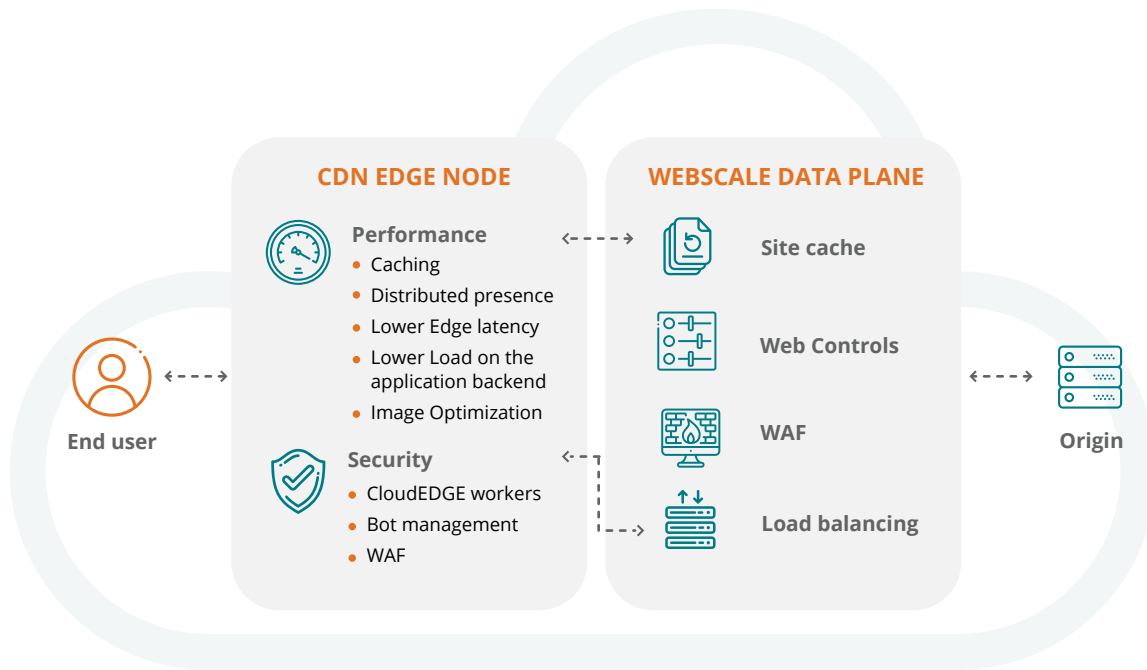 CDN EDGE NODE
Performance
Caching
Distributed presence
Lower Edge latency
Lower Load on the
application backend
Image Optimization
Security
CloudEDGE workers
Bot management
WAF
WEBSCALE DATA PLANE
Site cache
Web Controls
WAF
Load balancing
End user
Origin